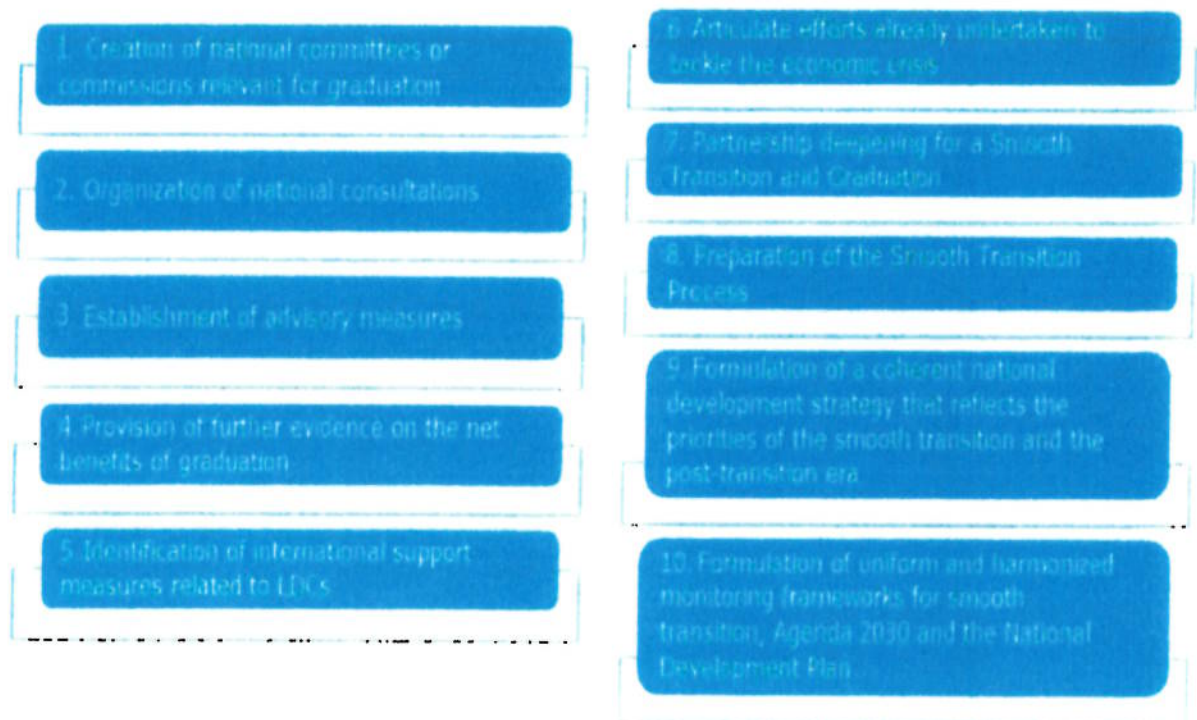 1. Creation of national committees or
commissions relevant for graduation
2. Organization of national consultations
3. Establishment of advisory measures
4. Provision of further evidence on the net
benefits of graduation
5. Identification of international support
measures related to LDCs
6. Articulate efforts already undertaken to
tackle the economic crisis
7. Partnership deepening for a Smooth
Transition and Graduation
8. Preparation of the Smooth Transition
Process
9. Formulation of a coherent national
development strategy that reflects the
priorities of the smooth transition and the
post-transition era
10. Formulation of uniform and harmonized
monitoring frameworks for smooth
transition, Agenda 2030 and the National
Development Plan